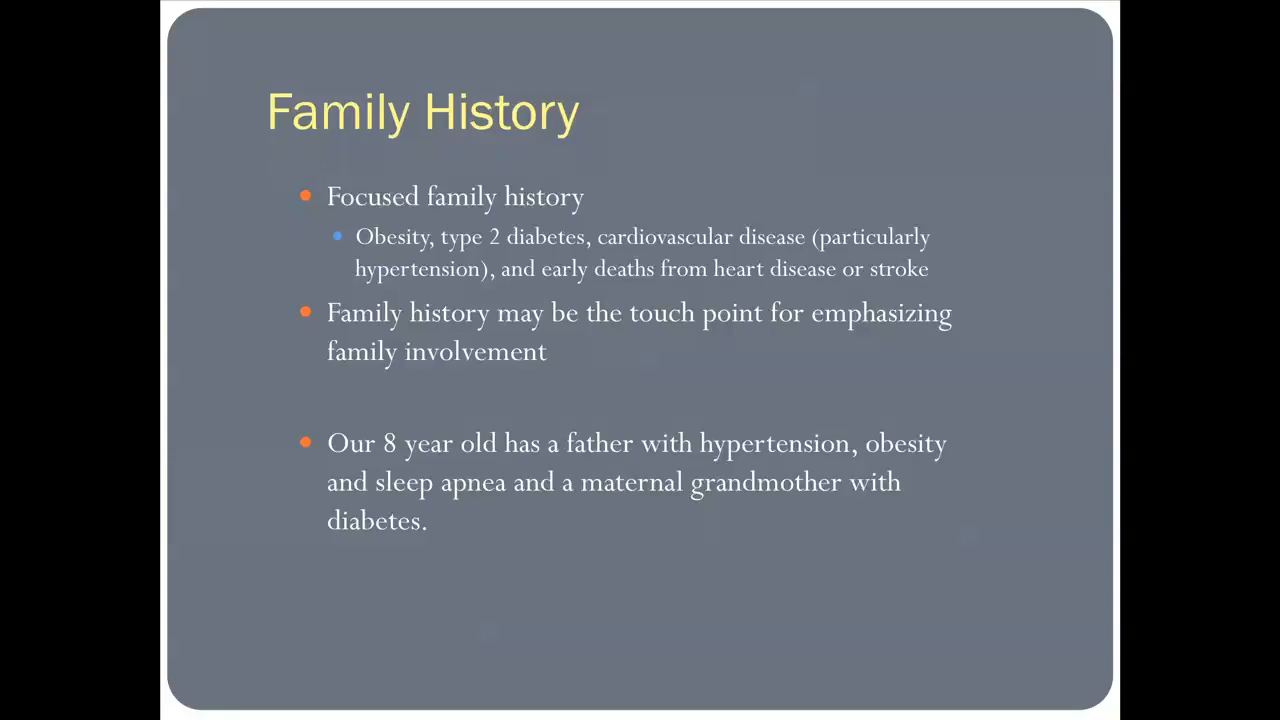 Family History
Focused family history
Obesity, type 2 diabetes, cardiovascular disease (particularly
hypertension), and early deaths from heart disease or stroke
Family history may be the touch point for emphasizing
family involvement
Our 8 year old has a father with hypertension, obesity
and sleep apnea and a maternal grandmother with
diabetes.